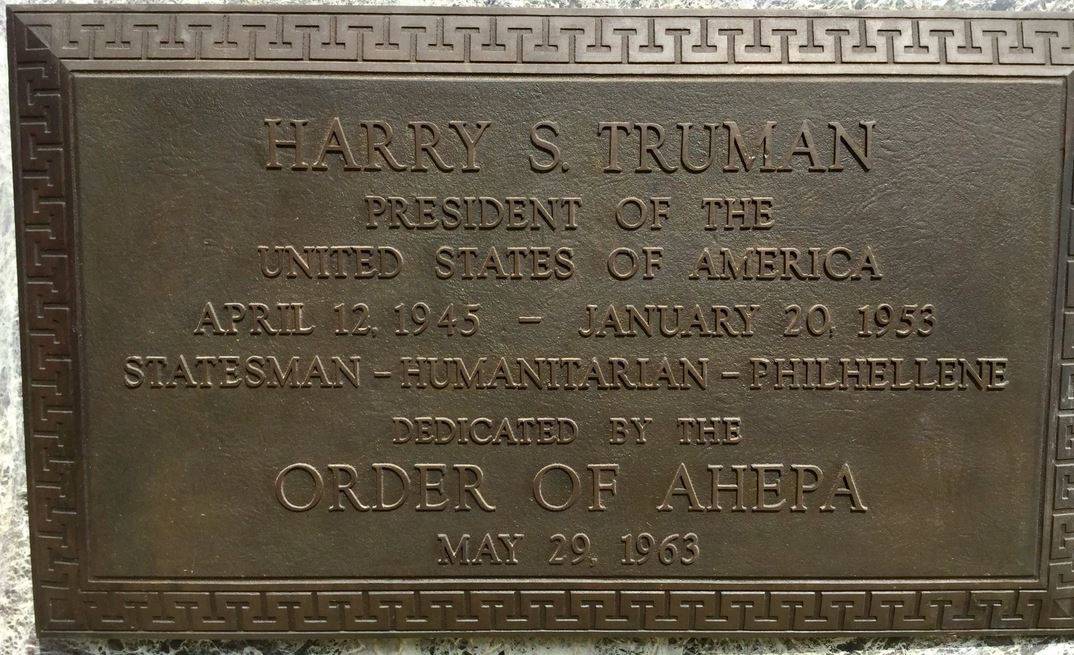 HARRY S. TRUMAN
PRESIDENT OF THE
UNITED STATES OF AMERICA
APRIL 12, 1945 – JANUARY 20, 1953
STATESMAN – HUMANITARIAN – PHILHELLENE
DEDICATED BY THE
ORDER OF AHEPA
MAY 29, 1963